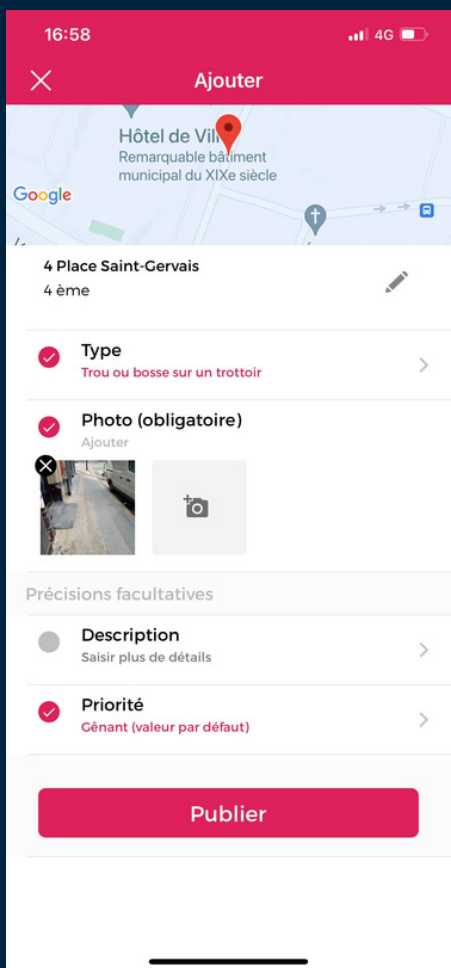 16:58
4G
Ajouter
Hôtel de Vill
Remarquable bâtiment
municipal du XIXe siècle
Google
4 Place Saint-Gervais
4 ème
Type
Trou ou bosse sur un trottoir
Photo (obligatoire)
Ajouter
Précisions facultatives
Description
Saisir plus de détails
Priorité
Gênant (valeur par défaut)
Publier